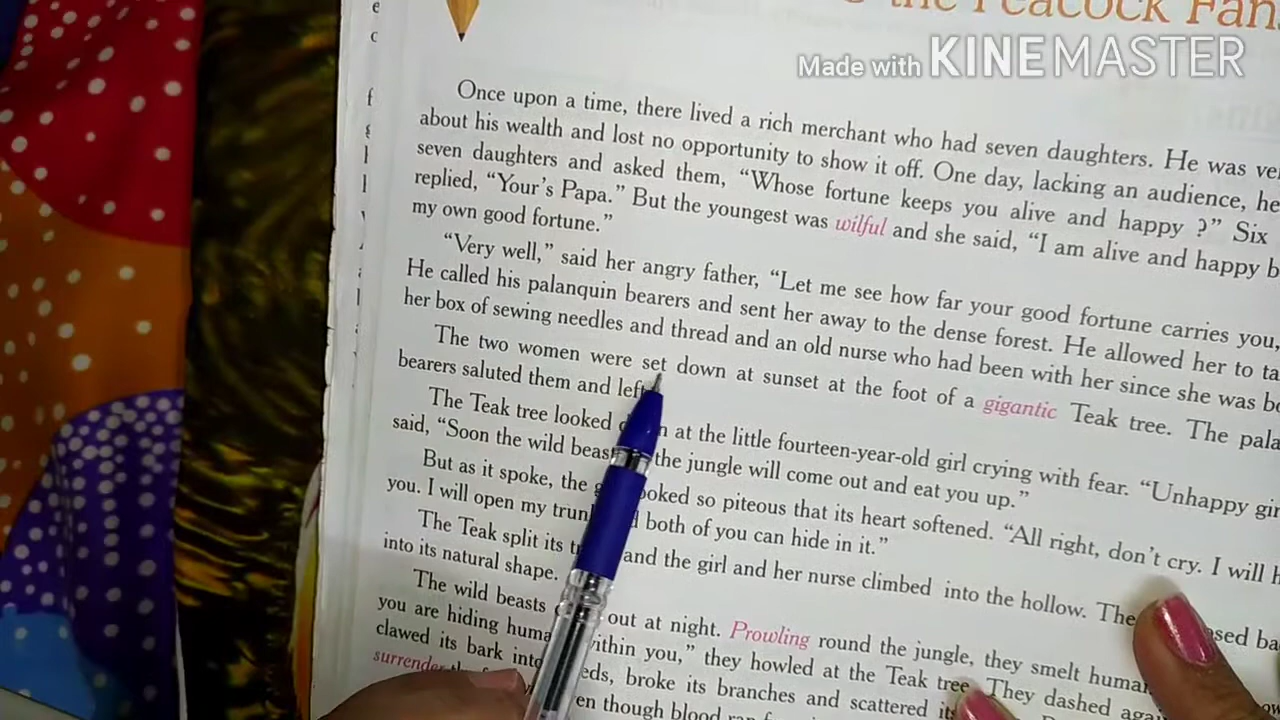 the Peacock Fan
Made with KINEMASTER
Once upon a time, there lived a rich merchant who had seven daughters. He was
about his wealth and lost no opportunity to show it off. One day, lacking an audience, he
seven daughters and asked them, “Whose fortune keeps you alive and happy ?” Six
replied, “Your's Papa.” But the youngest was wilful and she said, “I am alive and happy
my own good fortune.”
“Very well,” said her angry father, “Let me see how far your good fortune carries you,
He called his palanquin bearers and sent her away to the dense forest. He allowed her to
her box of sewing needles and thread and an old nurse who had been with her since she was
The two women were set down at sunset at the foot of a gigantic Teak tree. The
bearers saluted them and left
The Teak tree looked at the little fourteen-year-old girl crying with fear. “Unhappy
said, “Soon the wild the jungle will come out and eat you up.”
But as it spoke, the looked so piteous that its heart softened. “All right, don't cry. I will
you. I will open my both of you can hide in it.”
The Teak split its and the girl and her nurse climbed into the hollow. The
into its natural shape.
The wild beasts out at night. Prowling round the jungle, they smelt
you are hiding within you,” they howled at the Teak tree. They dashed
clawed its bark into broke its branches and scattered
surrender even though blood